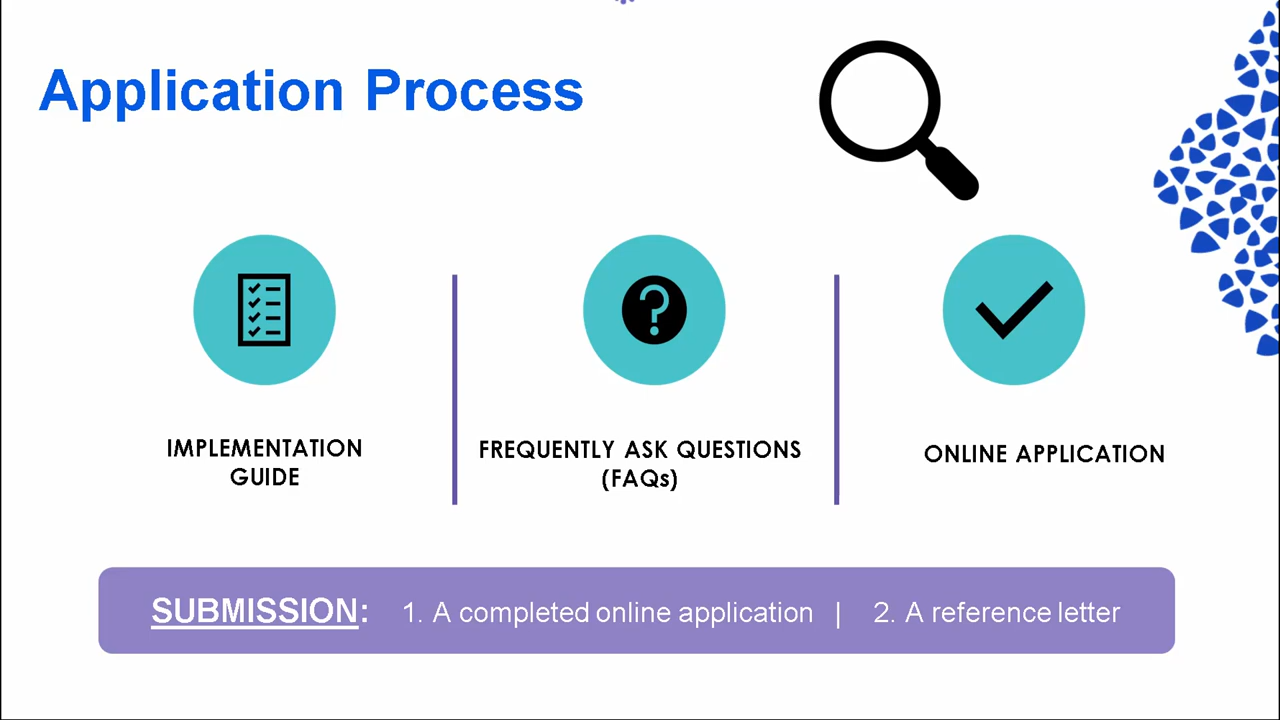 Application Process
IMPLEMENTATION
GUIDE
FREQUENTLY ASK QUESTIONS
(FAQs)
ONLINE APPLICATION
SUBMISSION: 1. A completed online application | 2. A reference letter